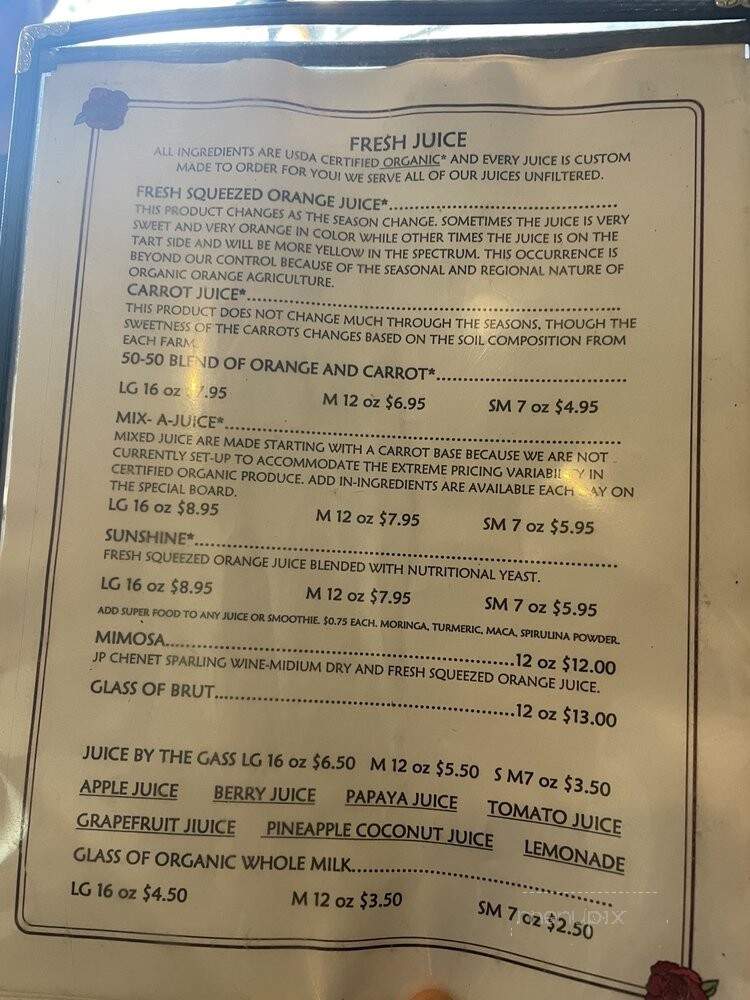 FRESH JUICE
ALL INGREDIENTS ARE USDA CERTIFIED ORGANIC* AND EVERY JUICE IS CUSTOM
MADE TO ORDER FOR YOU! WE SERVE ALL OF OUR JUICES UNFILTERED.
FRESH SQUEEZED ORANGE JUICE*
THIS PRODUCT CHANGES AS THE SEASON CHANGE. SOMETIMES THE JUICE IS VERY
SWEET AND VERY ORANGE IN COLOR WHILE OTHER TIMES THE JUICE IS ON THE
TART SIDE AND WILL BE MORE YELLOW IN THE SPECTRUM. THIS OCCURRENCE IS
BEYOND OUR CONTROL BECAUSE OF THE SEASONAL AND REGIONAL NATURE OF
ORGANIC ORANGE AGRICULTURE.
CARROT JUICE*
THIS PRODUCT DOES NOT CHANGE MUCH THROUGH THE SEASONS, THOUGH THE
SWEETNESS OF THE CARROTS CHANGES BASED ON THE SOIL COMPOSITION FROM
EACH FARM.
50-50 BLEND OF ORANGE AND CARROT*
LG 16 oz 7.95 M 12 oz $6.95 SM 7 oz $4.95
MIX- A-JUICE*
MIXED JUICE ARE MADE STARTING WITH A CARROT BASE BECAUSE WE ARE NOT
CURRENTLY SET-UP TO ACCOMMODATE THE EXTREME PRICING VARIABILITY IN
CERTIFIED ORGANIC PRODUCE. ADD IN-INGREDIENTS ARE AVAILABLE EACH DAY ON
THE SPECIAL BOARD.
LG 16 oz $8.95 M 12 oz $7.95 SM 7 oz $5.95
SUNSHINE*
FRESH SQUEEZED ORANGE JUICE BLENDED WITH NUTRITIONAL YEAST.
LG 16 oz $8.95 M 12 oz $7.95 SM 7 oz $5.95
ADD SUPER FOOD TO ANY JUICE OR SMOOTHIE. $0.75 EACH. MORINGA, TURMERIC, MACA, SPIRULINA POWDER.
MIMOSA 12 oz $12.00
JP CHENET SPARLING WINE-MIDIUM DRY AND FRESH SQUEEZED ORANGE JUICE.
GLASS OF BRUT 12 oz $13.00
JUICE BY THE GASS LG 16 oz $6.50 M 12 oz $5.50 S M7 oz $3.50
APPLE JUICE BERRY JUICE PAPAYA JUICE TOMATO JUICE
GRAPEFRUIT JIUICE PINEAPPLE COCONUT JUICE LEMONADE
GLASS OF ORGANIC WHOLE MILK
LG 16 oz $4.50 M 12 oz $3.50 SM 7 oz $2.50